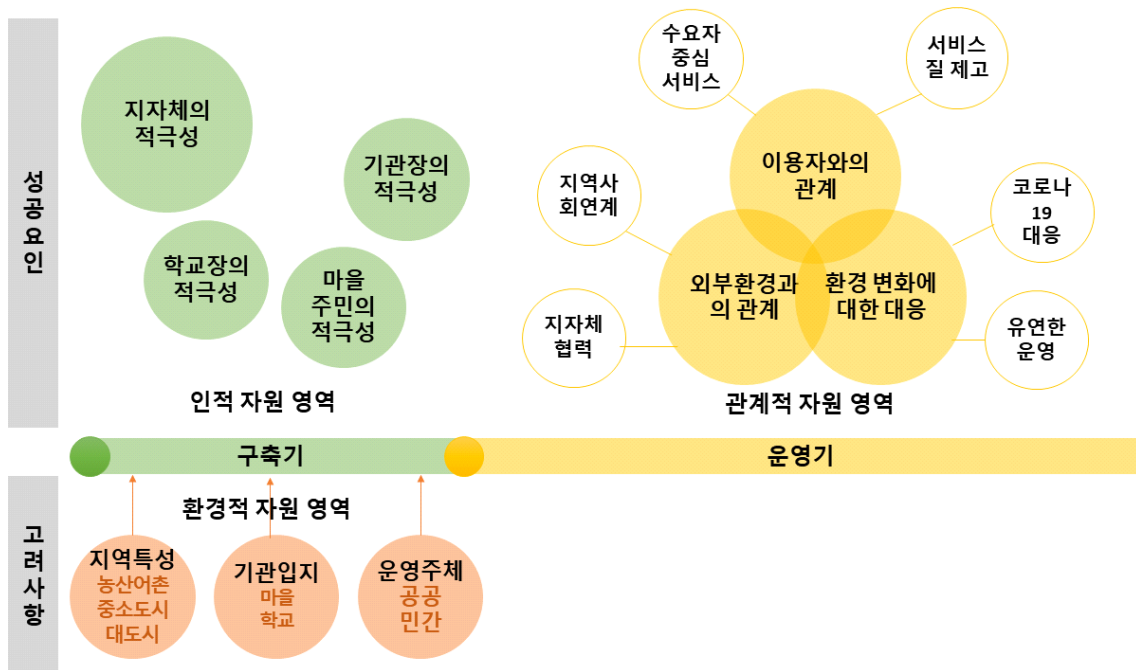 성공요인
지자체의
적극성
기관장의
적극성
학교장의
적극성
마을
주민의
적극성
인적 자원 영역
수요자
중심
서비스
서비스
질 제고
이용자와의
관계
지역사
회연계
코로나
19
대응
외부환경과
의 관계
환경 변화에
대한 대응
지자체
협력
유연한
운영
관계적 자원 영역
구축기
운영기
고려사항
환경적 자원 영역
지역특성
농산어촌
중소도시
대도시
기관입지
마을
학교
운영주체
공공
민간